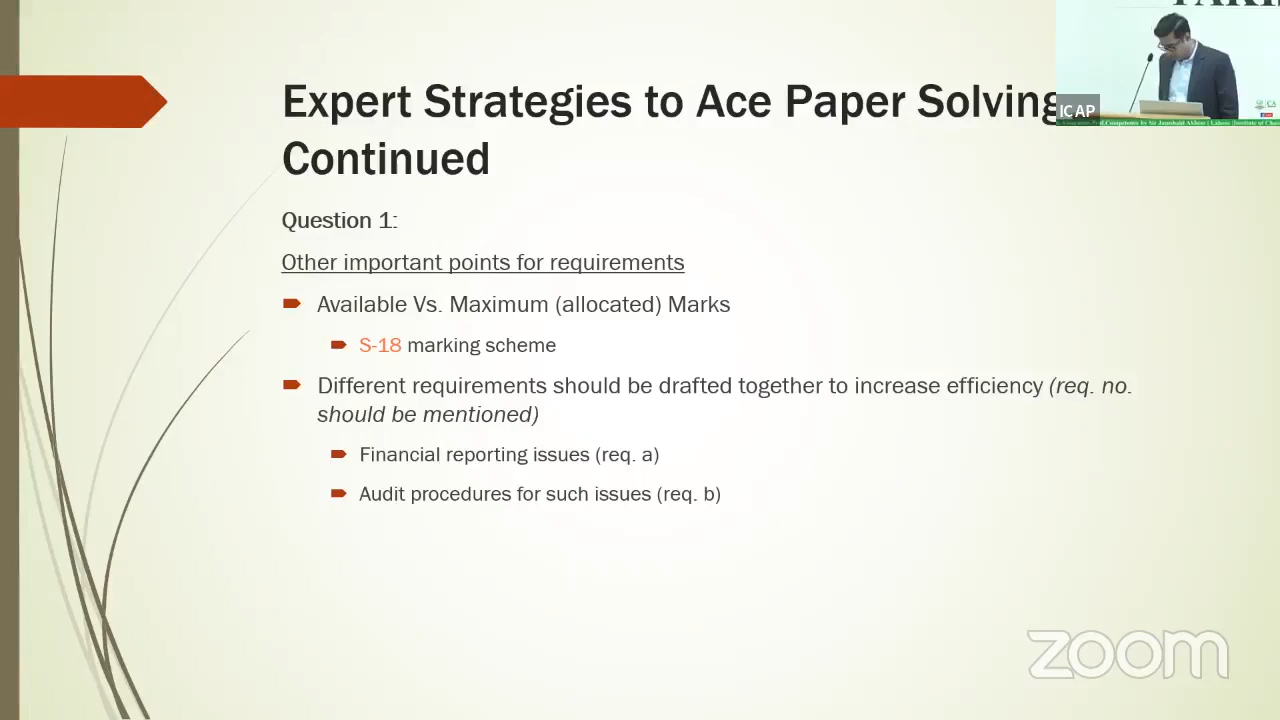 Expert Strategies to Ace Paper Solving
Continued
ICAP
Question 1:
Other important points for requirements
Available Vs. Maximum (allocated) Marks
S-18 marking scheme
Different requirements should be drafted together to increase efficiency (req. no.
should be mentioned)
Financial reporting issues (req. a)
Audit procedures for such issues (req. b)
zoom